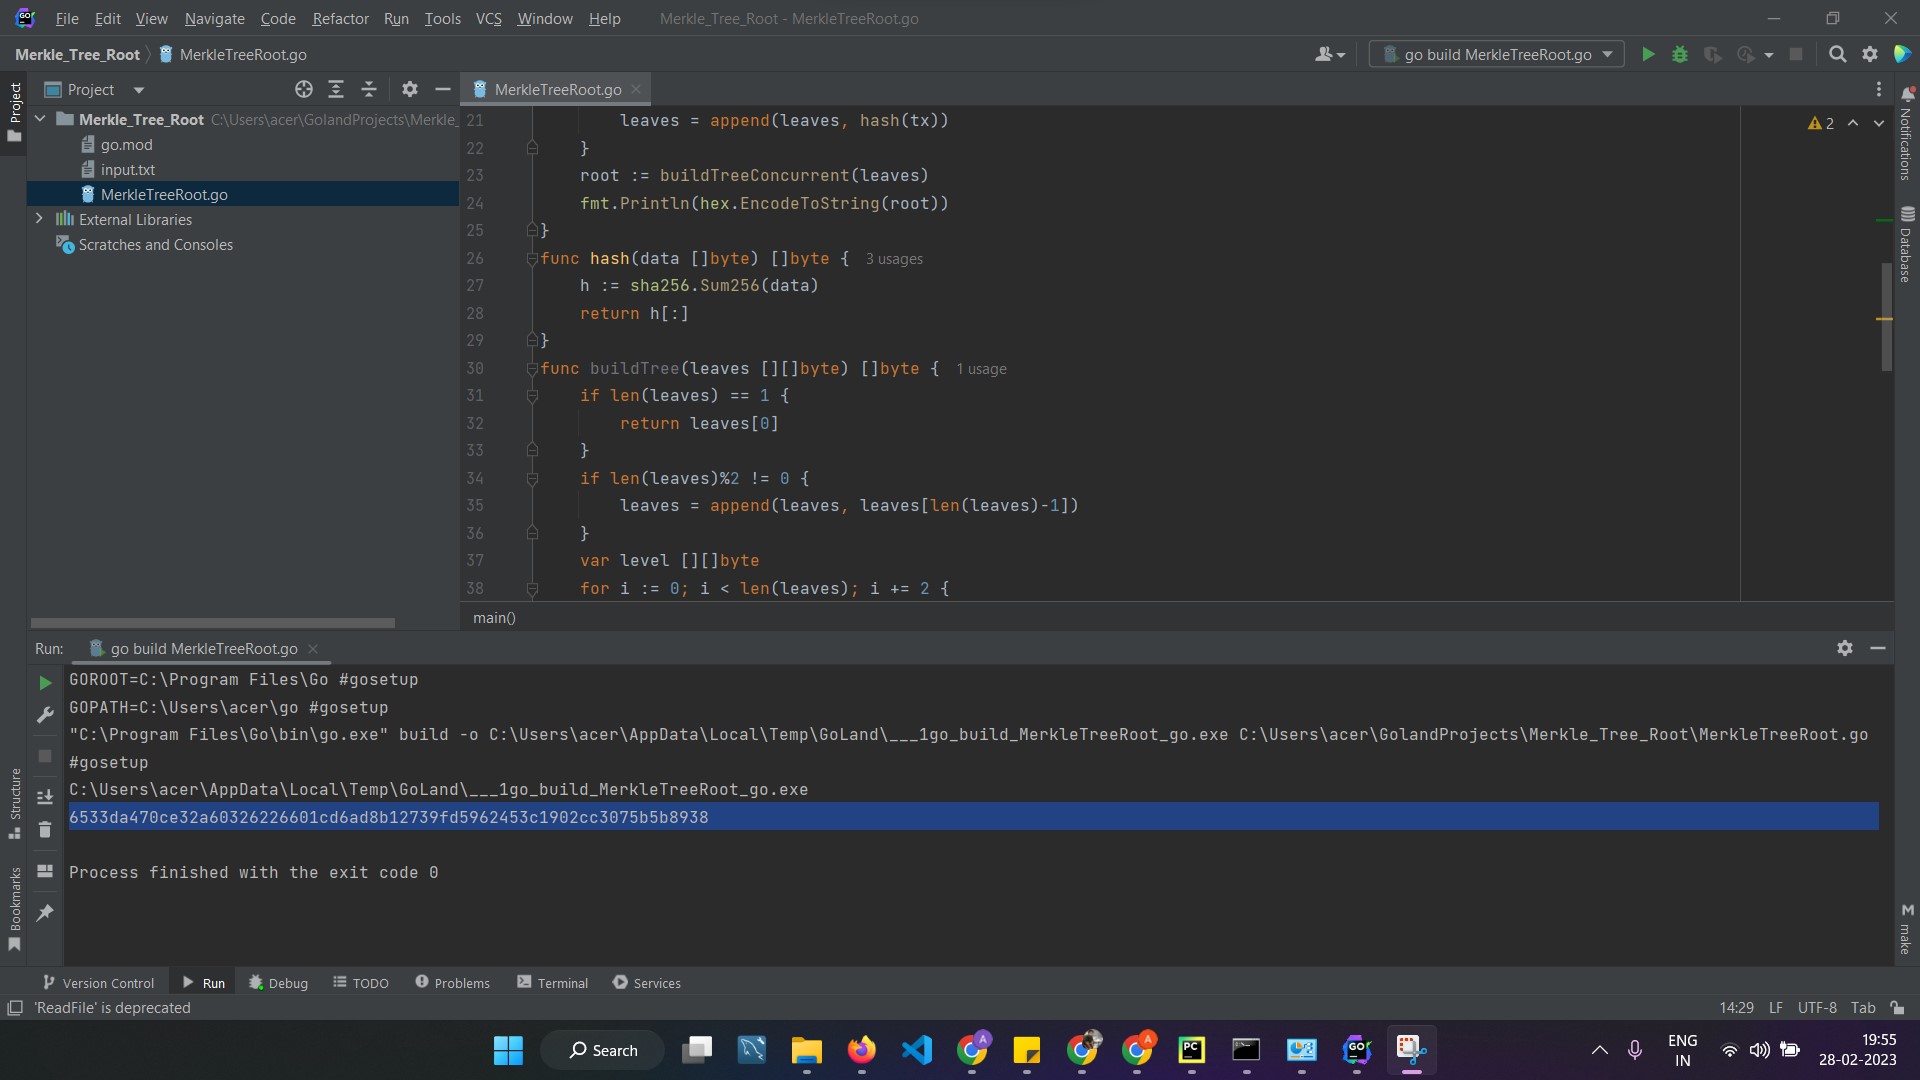 File Edit View Navigate Code Refactor Run Tools VCS Window Help Merkle_Tree_Root - MerkleTreeRoot.go
Merkle_Tree_Root MerkleTreeRoot.go go build MerkleTreeRoot.go
Project
Project
MerkleTreeRoot.go
Merkle_Tree_Root C:\Users\acer\GolandProjects\Merkle_
go.mod
input.txt
MerkleTreeRoot.go
External Libraries
Scratches and Consoles
2
21 leaves = append(leaves, hash(tx))
22 }
23 root := buildTreeConcurrent(leaves)
24 fmt.Println(hex.EncodeToString(root))
25 }
26 func hash(data []byte) []byte { 3 usages
27 h := sha256.Sum256(data)
28 return h[:]
29 }
30 func buildTree(leaves [][]byte) []byte { 1 usage
31 if len(leaves) == 1 {
32 return leaves[0]
33 }
34 if len(leaves)%2 != 0 {
35 leaves = append(leaves, leaves[len(leaves)-1])
36 }
37 var level [][]byte
38 for i := 0; i < len(leaves); i += 2 {
main()
Notifications
Database
make
Run: go build MerkleTreeRoot.go
GOROOT=C:\Program Files\Go #gosetup
GOPATH=C:\Users\acer\go #gosetup
"C:\Program Files\Go\bin\go.exe" build -o C:\Users\acer\AppData\Local\Temp\GoLand\___1go_build_MerkleTreeRoot_go.exe C:\Users\acer\GolandProjects\Merkle_Tree_Root\MerkleTreeRoot.go
#gosetup
C:\Users\acer\AppData\Local\Temp\GoLand\___1go_build_MerkleTreeRoot_go.exe
6533da470ce32a60326226601cd6ad8b12739fd5962453c1902cc3075b5b8938
Process finished with the exit code 0
Structure
Bookmarks
Version Control Run Debug TODO Problems Terminal Services
'ReadFile' is deprecated 14:29 LF UTF-8 Tab
Search
ENG
IN
19:55
28-02-2023